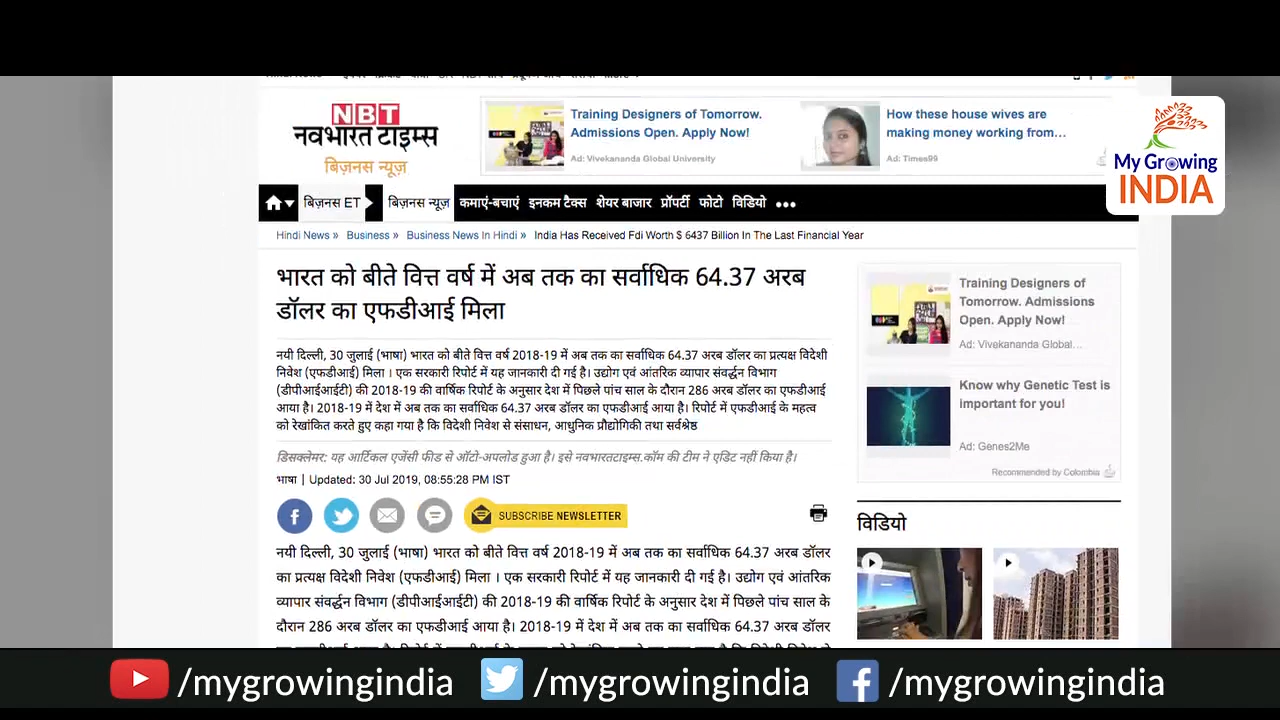 NBT
नवभारत टाइम्स
बिज़नस न्यूज़
Training Designers of Tomorrow.
Admissions Open. Apply Now!
Ad: Vivekananda Global University
How these house wives are
making money working from...
Ad: Times99
My Growing
INDIA
बिज़नस ET
बिज़नस न्यूज़ कमाएं-बचाएं इनकम टैक्स शेयर बाजार प्रॉपर्टी फोटो विडियो
Hindi News » Business » Business News In Hindi » India Has Received Fdi Worth $ 6437 Billion In The Last Financial Year
भारत को बीते वित्त वर्ष में अब तक का सर्वाधिक 64.37 अरब
डॉलर का एफडीआई मिला
नयी दिल्ली, 30 जुलाई (भाषा) भारत को बीते वित्त वर्ष 2018-19 में अब तक का सर्वाधिक 64.37 अरब डॉलर का प्रत्यक्ष विदेशी
निवेश (एफडीआई) मिला । एक सरकारी रिपोर्ट में यह जानकारी दी गई है। उद्योग एवं आंतरिक व्यापार संवर्द्धन विभाग
(डीपीआईआईटी) की 2018-19 की वार्षिक रिपोर्ट के अनुसार देश में पिछले पांच साल के दौरान 286 अरब डॉलर का एफडीआई
आया है। 2018-19 में देश में अब तक का सर्वाधिक 64.37 अरब डॉलर का एफडीआई आया है। रिपोर्ट में एफडीआई के महत्व
को रेखांकित करते हुए कहा गया है कि विदेशी निवेश से संसाधन, आधुनिक प्रौद्योगिकी तथा सर्वश्रेष्ठ
डिसक्लेमर: यह आर्टिकल एजेंसी फीड से ऑटो-अपलोड हुआ है। इसे नवभारतटाइम्स.कॉम की टीम ने एडिट नहीं किया है।
भाषा | Updated: 30 Jul 2019, 08:55:28 PM IST
SUBSCRIBE NEWSLETTER
नयी दिल्ली, 30 जुलाई (भाषा) भारत को बीते वित्त वर्ष 2018-19 में अब तक का सर्वाधिक 64.37 अरब डॉलर
का प्रत्यक्ष विदेशी निवेश (एफडीआई) मिला । एक सरकारी रिपोर्ट में यह जानकारी दी गई है। उद्योग एवं आंतरिक
व्यापार संवर्द्धन विभाग (डीपीआईआईटी) की 2018-19 की वार्षिक रिपोर्ट के अनुसार देश में पिछले पांच साल के
दौरान 286 अरब डॉलर का एफडीआई आया है। 2018-19 में देश में अब तक का सर्वाधिक 64.37 अरब डॉलर
Training Designers of
Tomorrow. Admissions
Open. Apply Now!
Ad: Vivekananda Global...
Know why Genetic Test is
important for you!
Ad: Genes2Me
Recommended by Colombia
विडियो
/mygrowingindia /mygrowingindia /mygrowingindia